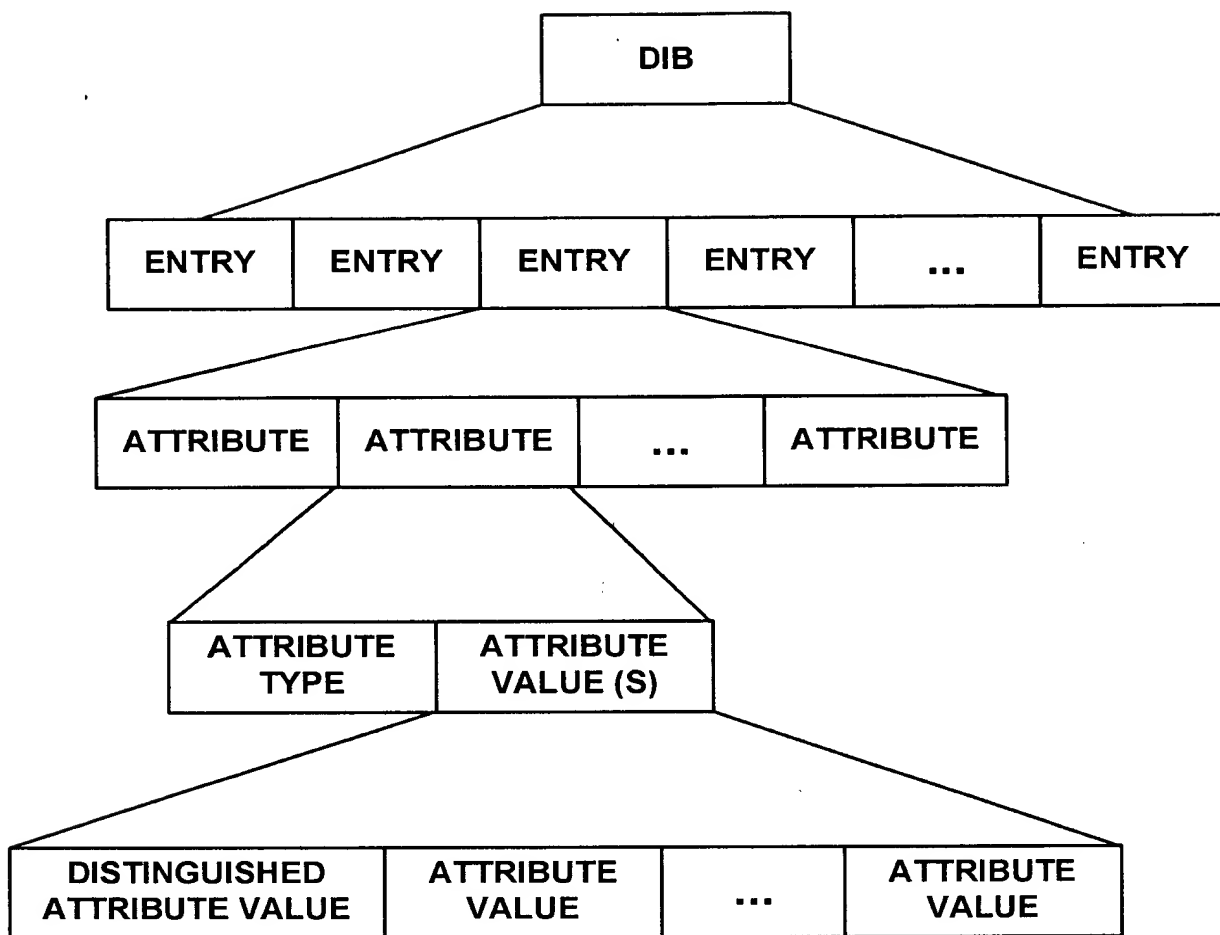 DIB
ENTRY ENTRY ENTRY ENTRY ... ENTRY
ATTRIBUTE ATTRIBUTE ... ATTRIBUTE
ATTRIBUTE TYPE
ATTRIBUTE VALUE (S)
DISTINGUISHED ATTRIBUTE VALUE
ATTRIBUTE VALUE
...
ATTRIBUTE VALUE